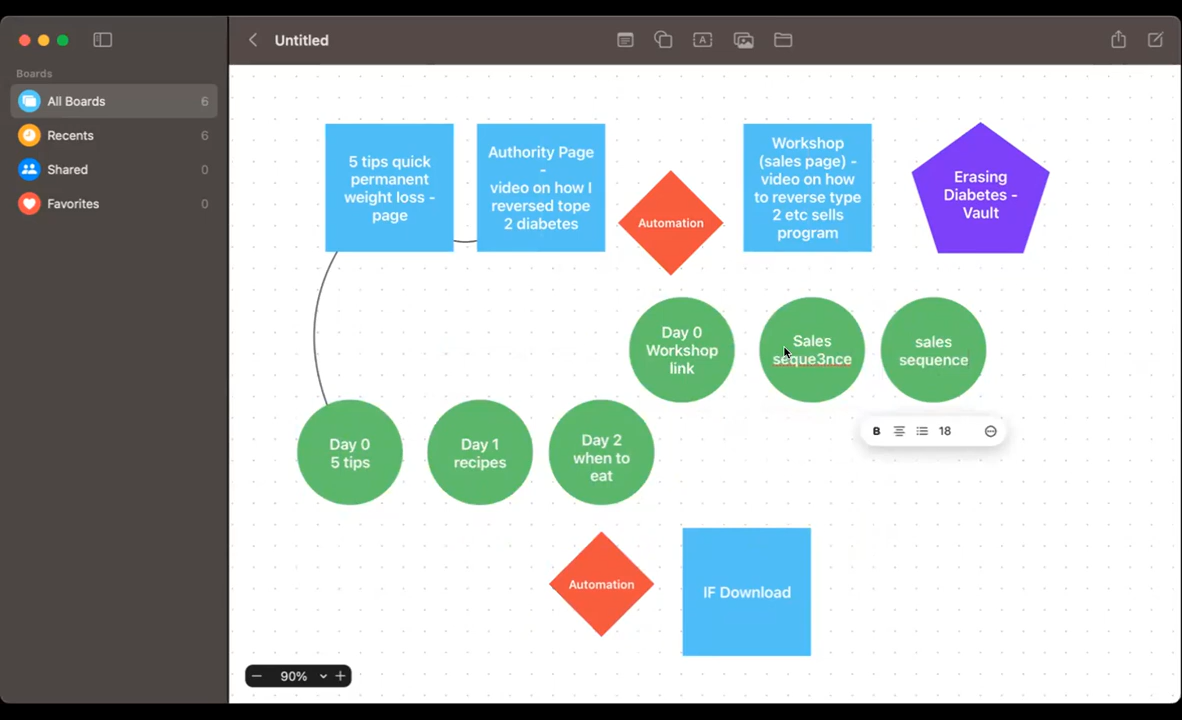 Untitled
Boards
All Boards 6
Recents 6
Shared 0
Favorites 0
5 tips quick
permanent
weight loss -
page
Authority Page
-
video on how I
reversed tope
2 diabetes
Automation
Workshop
(sales page) -
video on how
to reverse type
2 etc sells
program
Erasing
Diabetes -
Vault
Day 0
Workshop
link
Sales
seque3nce
sales
sequence
B 18
Day 0
5 tips
Day 1
recipes
Day 2
when to
eat
Automation
IF Download
90%